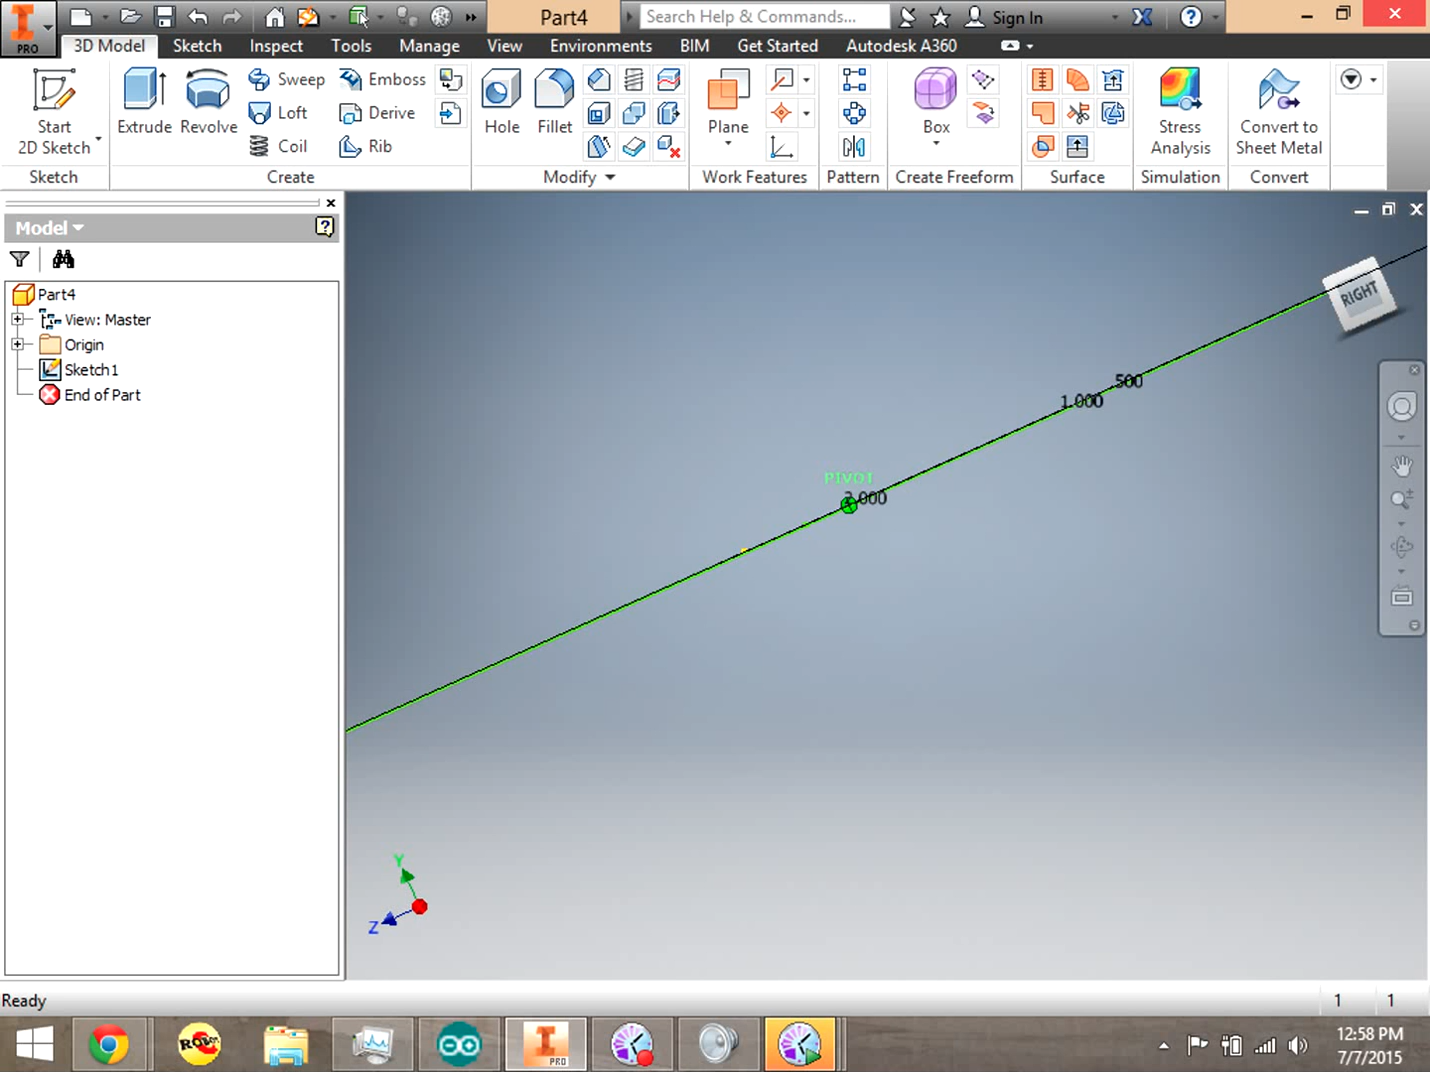 PRO
Part4
Search Help & Commands...
Sign In
3D Model Sketch Inspect Tools Manage View Environments BIM Get Started Autodesk A360
Start
2D Sketch
Extrude
Revolve
Sweep
Loft
Coil
Emboss
Derive
Rib
Hole
Fillet
Plane
Box
Stress
Analysis
Convert to
Sheet Metal
Sketch Create Modify Work Features Pattern Create Freeform Surface Simulation Convert
Model
Part4
View: Master
Origin
Sketch1
End of Part
RIGHT
500
1.000
PIVOT
Y
Z
Ready
1 1
PRO
12:58 PM
7/7/2015